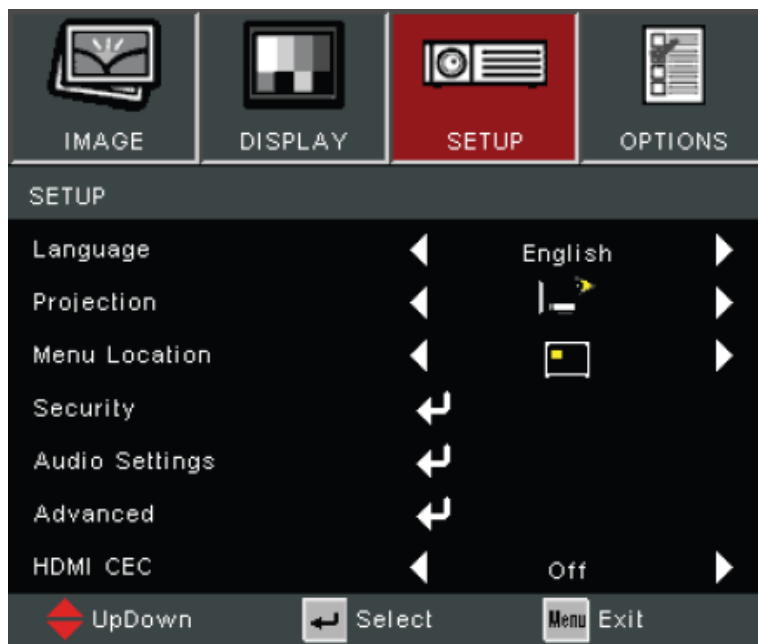 IMAGE DISPLAY SETUP OPTIONS
SETUP
Language English
Projection
Menu Location
Security
Audio Settings
Advanced
HDMI CEC Off
UpDown Select Menu Exit